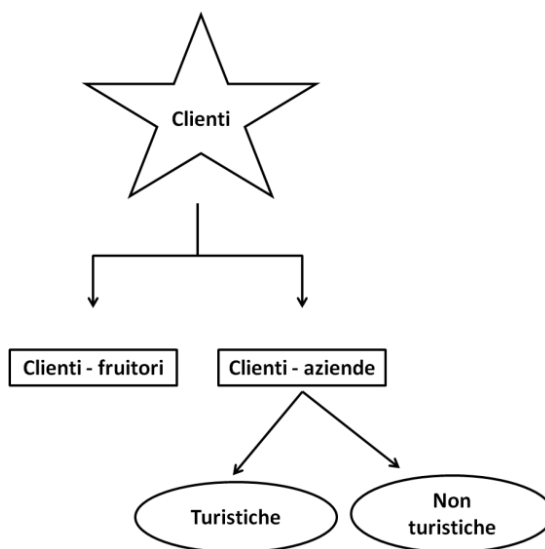 Clienti
Clienti - fruitori
Clienti - aziende
Turistiche
Non
turistiche